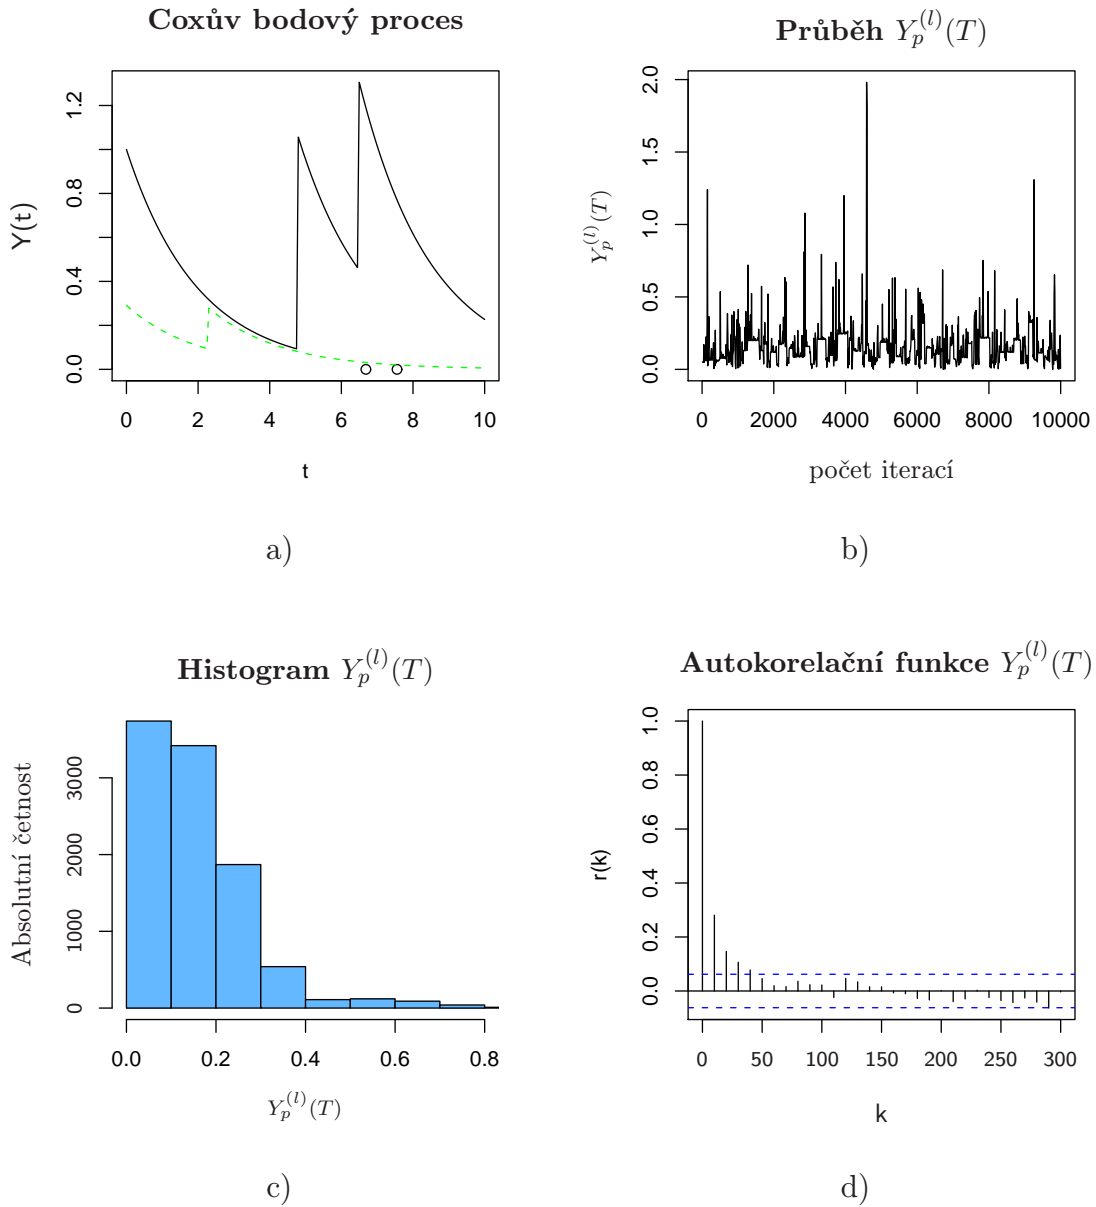 Coxův bodový proces
Y(t)
0.0 0.4 0.8 1.2
0 2 4 6 8 10
t
a)
Průběh Y_p^{(l)}(T)
Y_p^{(l)}(T)
0.0 0.5 1.0 1.5 2.0
0 2000 4000 6000 8000 10000
počet iterací
b)
Histogram Y_p^{(l)}(T)
Absolutní četnost
0 1000 2000 3000
0.0 0.2 0.4 0.6 0.8
Y_p^{(l)}(T)
c)
Autokorelační funkce Y_p^{(l)}(T)
r(k)
0.0 0.2 0.4 0.6 0.8 1.0
0 50 100 150 200 250 300
k
d)